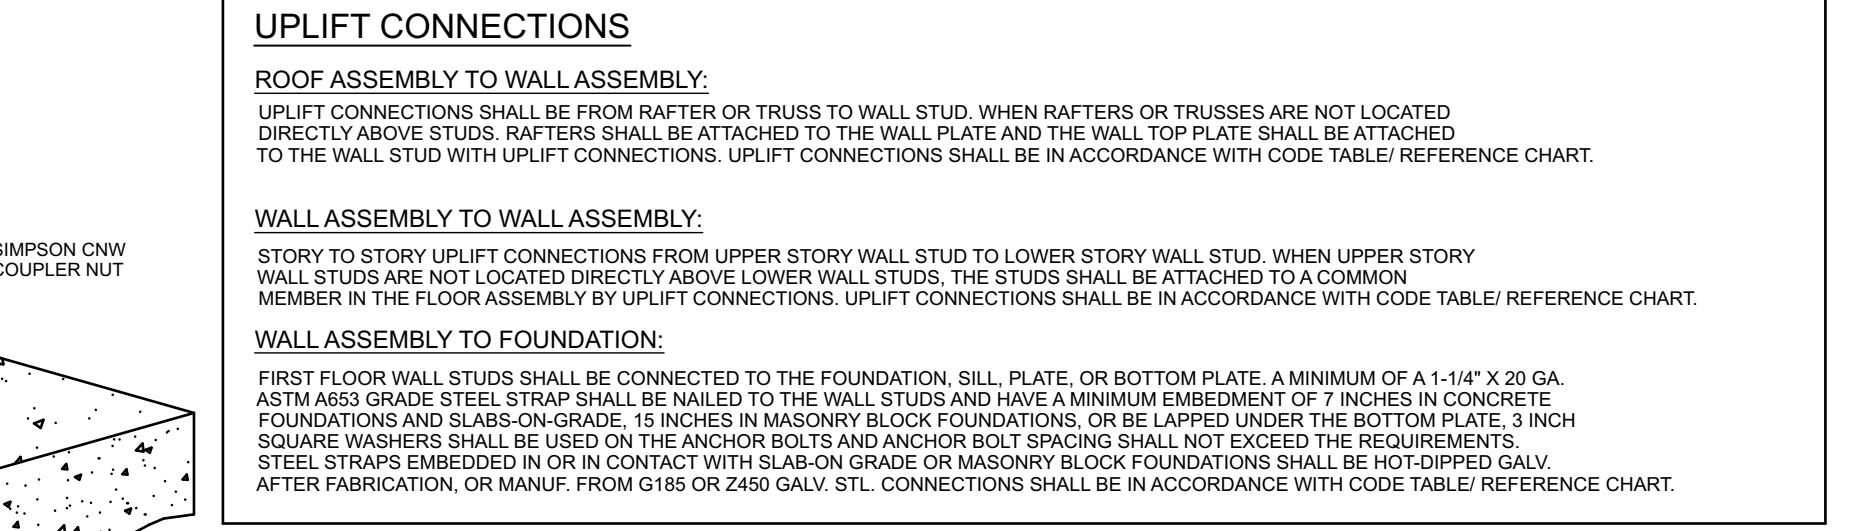 UPLIFT CONNECTIONS
ROOF ASSEMBLY TO WALL ASSEMBLY:
UPLIFT CONNECTIONS SHALL BE FROM RAFTER OR TRUSS TO WALL STUD. WHEN RAFTERS OR TRUSSES ARE NOT LOCATED
DIRECTLY ABOVE STUDS. RAFTERS SHALL BE ATTACHED TO THE WALL PLATE AND THE WALL TOP PLATE SHALL BE ATTACHED
TO THE WALL STUD WITH UPLIFT CONNECTIONS. UPLIFT CONNECTIONS SHALL BE IN ACCORDANCE WITH CODE TABLE/ REFERENCE CHART.
WALL ASSEMBLY TO WALL ASSEMBLY:
STORY TO STORY UPLIFT CONNECTIONS FROM UPPER STORY WALL STUD TO LOWER STORY WALL STUD. WHEN UPPER STORY
WALL STUDS ARE NOT LOCATED DIRECTLY ABOVE LOWER WALL STUDS, THE STUDS SHALL BE ATTACHED TO A COMMON
MEMBER IN THE FLOOR ASSEMBLY BY UPLIFT CONNECTIONS. UPLIFT CONNECTIONS SHALL BE IN ACCORDANCE WITH CODE TABLE/ REFERENCE CHART.
WALL ASSEMBLY TO FOUNDATION:
FIRST FLOOR WALL STUDS SHALL BE CONNECTED TO THE FOUNDATION, SILL, PLATE, OR BOTTOM PLATE. A MINIMUM OF A 1-1/4" X 20 GA.
ASTM A653 GRADE STEEL STRAP SHALL BE NAILED TO THE WALL STUDS AND HAVE A MINIMUM EMBEDMENT OF 7 INCHES IN CONCRETE
FOUNDATIONS AND SLABS-ON-GRADE, 15 INCHES IN MASONRY BLOCK FOUNDATIONS, OR BE LAPPED UNDER THE BOTTOM PLATE, 3 INCH
SQUARE WASHERS SHALL BE USED ON THE ANCHOR BOLTS AND ANCHOR BOLT SPACING SHALL NOT EXCEED THE REQUIREMENTS.
STEEL STRAPS EMBEDDED IN OR IN CONTACT WITH SLAB-ON GRADE OR MASONRY BLOCK FOUNDATIONS SHALL BE HOT-DIPPED GALV.
AFTER FABRICATION, OR MANUF. FROM G185 OR Z450 GALV. STL. CONNECTIONS SHALL BE IN ACCORDANCE WITH CODE TABLE/ REFERENCE CHART.
SIMPSON CNW
COUPLER NUT